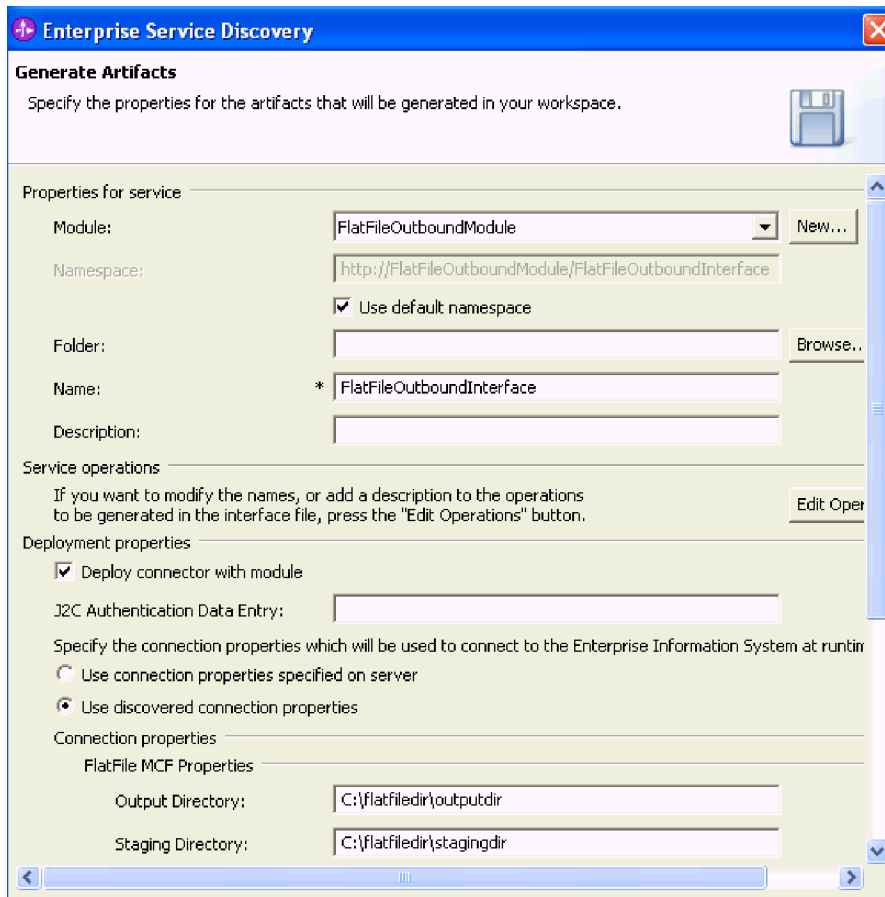 Enterprise Service Discovery
Generate Artifacts
Specify the properties for the artifacts that will be generated in your workspace.
Properties for service
Module: FlatFileOutboundModule New...
Namespace: http://FlatFileOutboundModule/FlatFileOutboundInterface
Use default namespace
Folder: Browse..
Name: * FlatFileOutboundInterface
Description:
Service operations
If you want to modify the names, or add a description to the operations
to be generated in the interface file, press the "Edit Operations" button. Edit Oper
Deployment properties
Deploy connector with module
J2C Authentication Data Entry:
Specify the connection properties which will be used to connect to the Enterprise Information System at runtim
Use connection properties specified on server
Use discovered connection properties
Connection properties
FlatFile MCF Properties
Output Directory: C:\flatfiledir\outputdir
Staging Directory: C:\flatfiledir\stagingdir